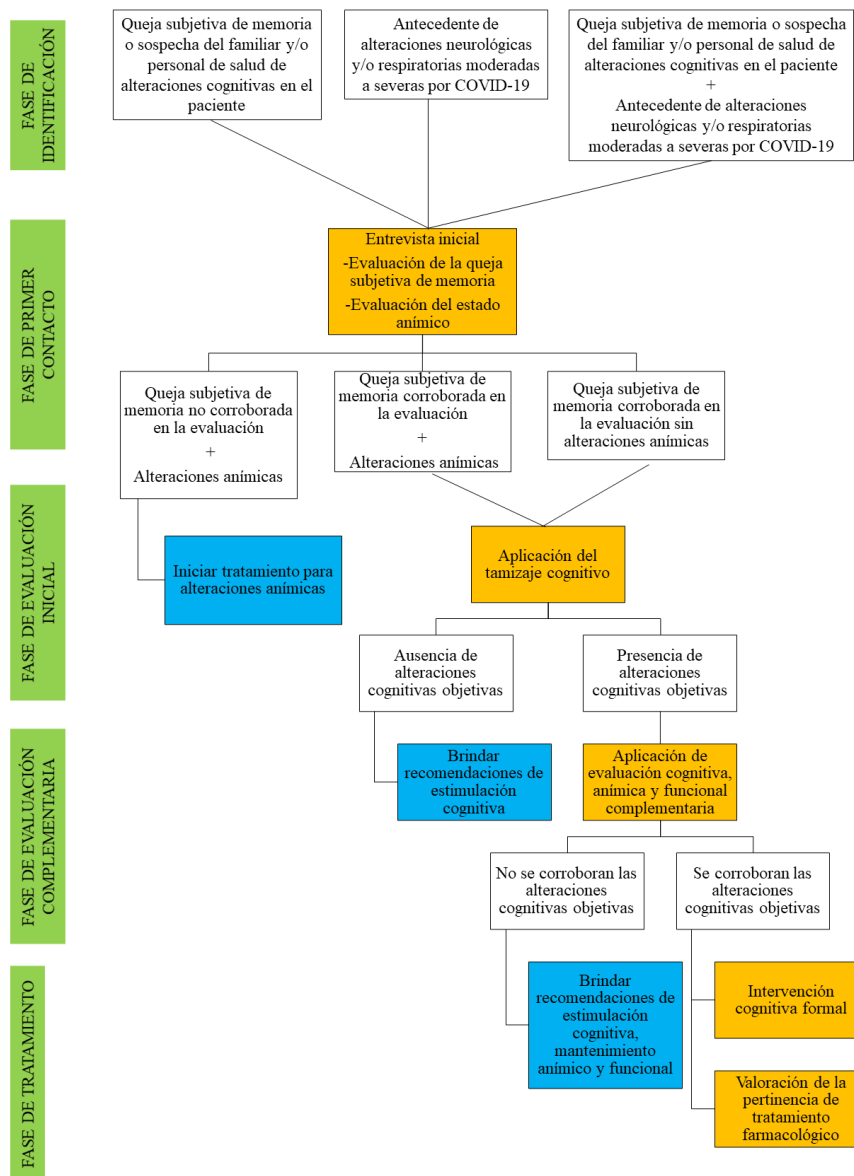 FASE DE
IDENTIFICACIÓN
Queja subjetiva de memoria
o sospecha del familiar y/o
personal de salud de
alteraciones cognitivas en el
paciente
Antecedente de
alteraciones neurológicas
y/o respiratorias moderadas
a severas por COVID-19
Queja subjetiva de memoria o sospecha
del familiar y/o personal de salud de
alteraciones cognitivas en el paciente
+
Antecedente de alteraciones
neurológicas y/o respiratorias
moderadas a severas por COVID-19
FASE DE PRIMER
CONTACTO
Entrevista inicial
-Evaluación de la queja
subjetiva de memoria
-Evaluación del estado
anímico
Queja subjetiva de
memoria no corroborada
en la evaluación
+
Alteraciones anímicas
Queja subjetiva de
memoria corroborada en
la evaluación
+
Alteraciones anímicas
Queja subjetiva de
memoria corroborada en
la evaluación sin
alteraciones anímicas
FASE DE EVALUACIÓN
INICIAL
Iniciar tratamiento para
alteraciones anímicas
Aplicación del
tamizaje cognitivo
Ausencia de
alteraciones
cognitivas objetivas
Presencia de
alteraciones
cognitivas objetivas
FASE DE EVALUACIÓN
COMPLEMENTARIA
Brindar
recomendaciones de
estimulación
cognitiva
Aplicación de
evaluación cognitiva,
anímica y funcional
complementaria
No se corroboran las
alteraciones
cognitivas objetivas
Se corroboran las
alteraciones
cognitivas objetivas
FASE DE TRATAMIENTO
Brindar
recomendaciones de
estimulación
cognitiva,
mantenimiento
anímico y funcional
Intervención
cognitiva formal
Valoración de la
pertinencia de
tratamiento
farmacológico